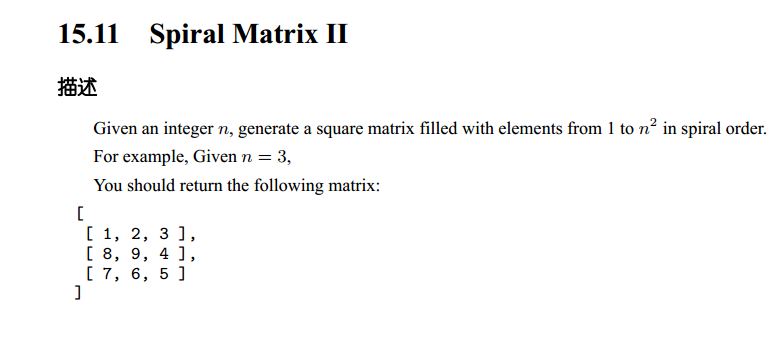 15.11 Spiral Matrix II
描述
Given an integer n, generate a square matrix filled with elements from 1 to n² in spiral order.
For example, Given n = 3,
You should return the following matrix:
[
[ 1, 2, 3 ],
[ 8, 9, 4 ],
[ 7, 6, 5 ]
]